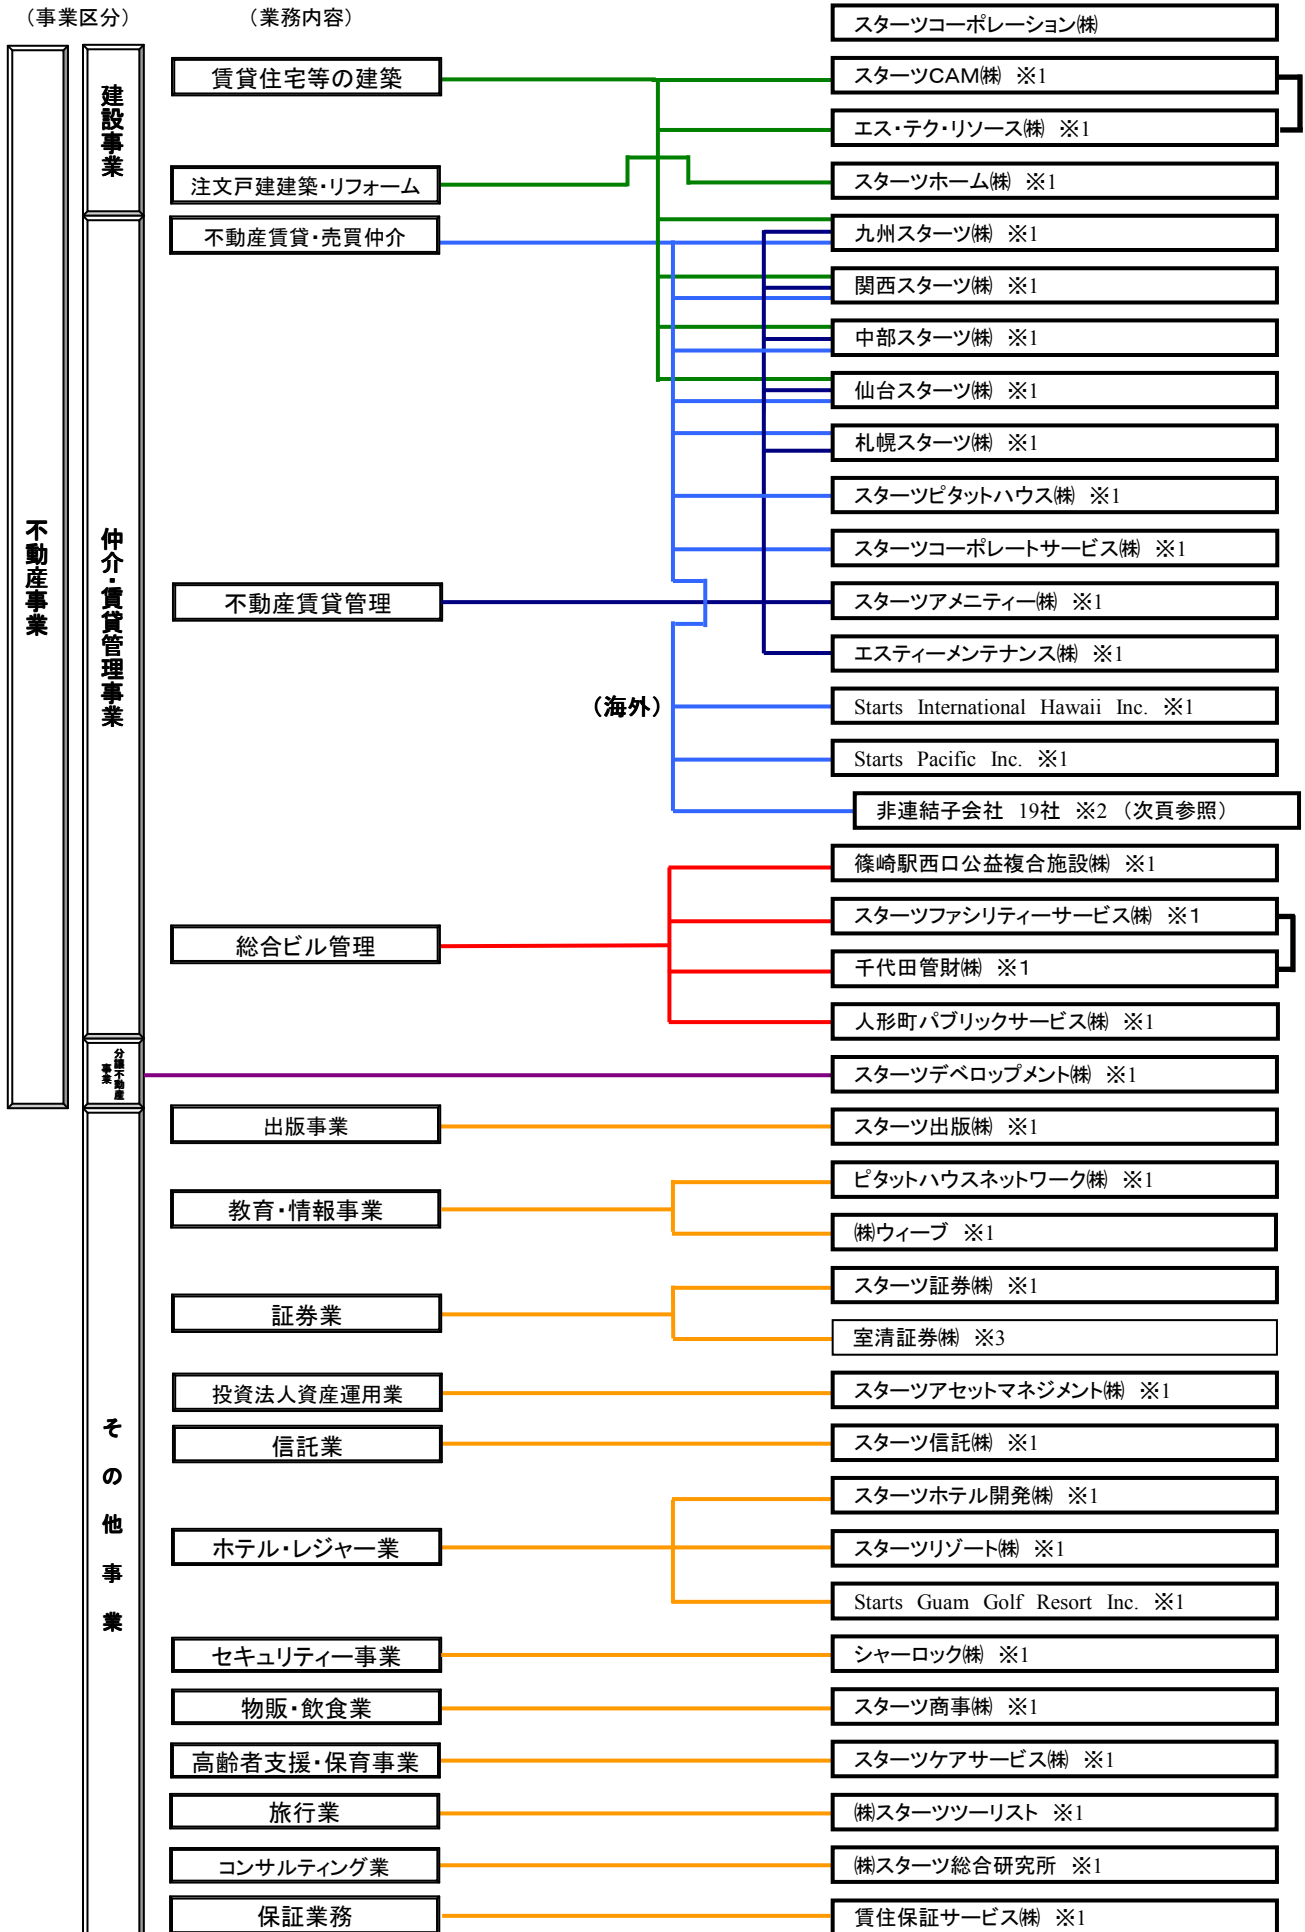 （事業区分）
（業務内容）
スターツコーポレーション㈱
不動産事業
建設事業
賃貸住宅等の建築
スターツCAM㈱ ※1
エス・テク・リソース㈱ ※1
注文戸建建築・リフォーム
スターツホーム㈱ ※1
仲介・賃貸管理事業
不動産賃貸・売買仲介
九州スターツ㈱ ※1
関西スターツ㈱ ※1
中部スターツ㈱ ※1
仙台スターツ㈱ ※1
札幌スターツ㈱ ※1
スターツピタットハウス㈱ ※1
スターツコーポレートサービス㈱ ※1
不動産賃貸管理
スターツアメニティー㈱ ※1
エスティーメンテナンス㈱ ※1
（海外）
Starts International Hawaii Inc. ※1
Starts Pacific Inc. ※1
非連結子会社 19社 ※2 （次頁参照）
総合ビル管理
篠崎駅西口公益複合施設㈱ ※1
スターツファシリティーサービス㈱ ※1
千代田管財㈱ ※1
人形町パブリックサービス㈱ ※1
分譲不動産
事業
スターツデベロップメント㈱ ※1
その他事業
出版事業
スターツ出版㈱ ※1
教育・情報事業
ピタットハウスネットワーク㈱ ※1
㈱ウィーブ ※1
証券業
スターツ証券㈱ ※1
室清証券㈱ ※3
投資法人資産運用業
スターツアセットマネジメント㈱ ※1
信託業
スターツ信託㈱ ※1
ホテル・レジャー業
スターツホテル開発㈱ ※1
スターツリゾート㈱ ※1
Starts Guam Golf Resort Inc. ※1
セキュリティー事業
シャーロック㈱ ※1
物販・飲食業
スターツ商事㈱ ※1
高齢者支援・保育事業
スターツケアサービス㈱ ※1
旅行業
㈱スターツツーリスト ※1
コンサルティング業
㈱スターツ総合研究所 ※1
保証業務
賃住保証サービス㈱ ※1